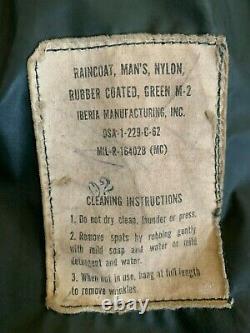 RAINCOAT, MAN'S, NYLON,
RUBBER COATED, GREEN M-2
IBERIA MANUFACTURING, INC.
DSA-1-229-C-62
MIL-R-16402B (MC)
CLEANING INSTRUCTIONS
1. Do not dry clean, launder or press.
2. Remove spots by rubbing gently
with mild soap and water or mild
detergent and water.
3. When not in use, hang at full length
to remove wrinkles.